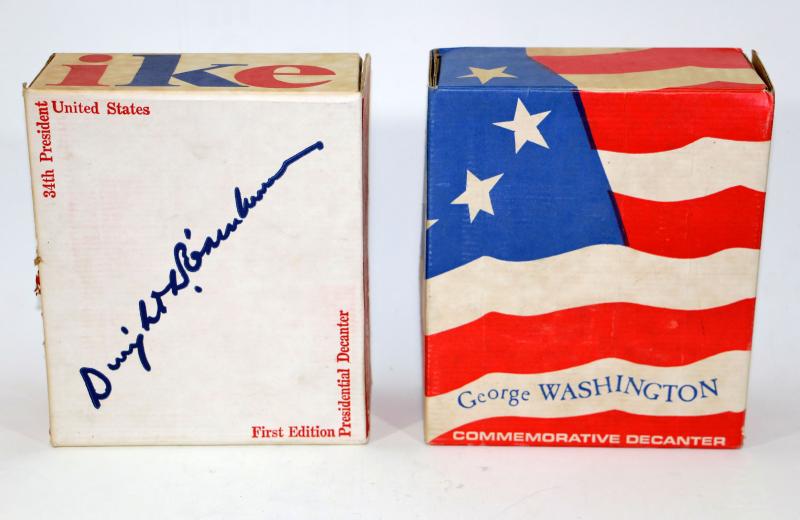 ike
34th President
United States
Dwight D Eisenhower
First Edition
Presidential Decanter
George WASHINGTON
COMMEMORATIVE DECANTER